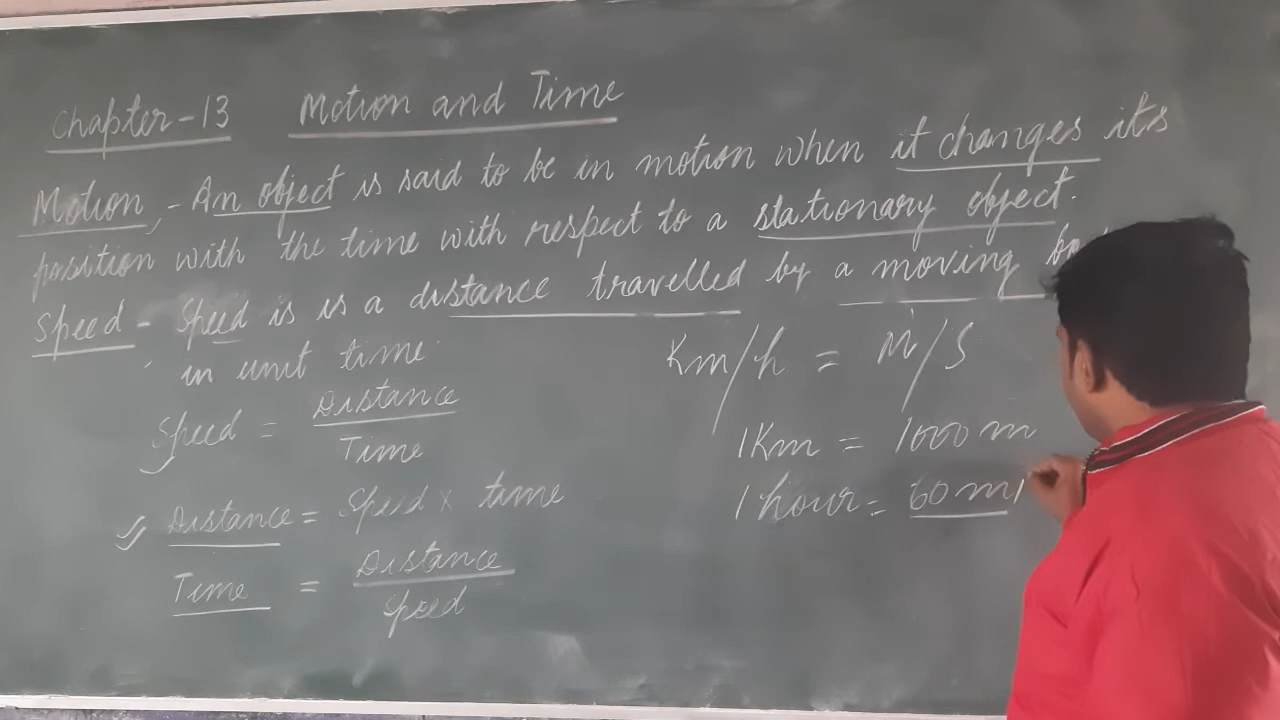 Chapter-13 Motion and Time
Motion,- An object is said to be in motion when it changes its
position with the time with respect to a stationary object.
Speed - Speed is is a distance travelled by a moving
in unit time.
Km/h = m/s
Speed = Distance
Time
1Km = 1000 m
Distance = Speed x time
1 hour = 60 mi
Time = Distance
Speed